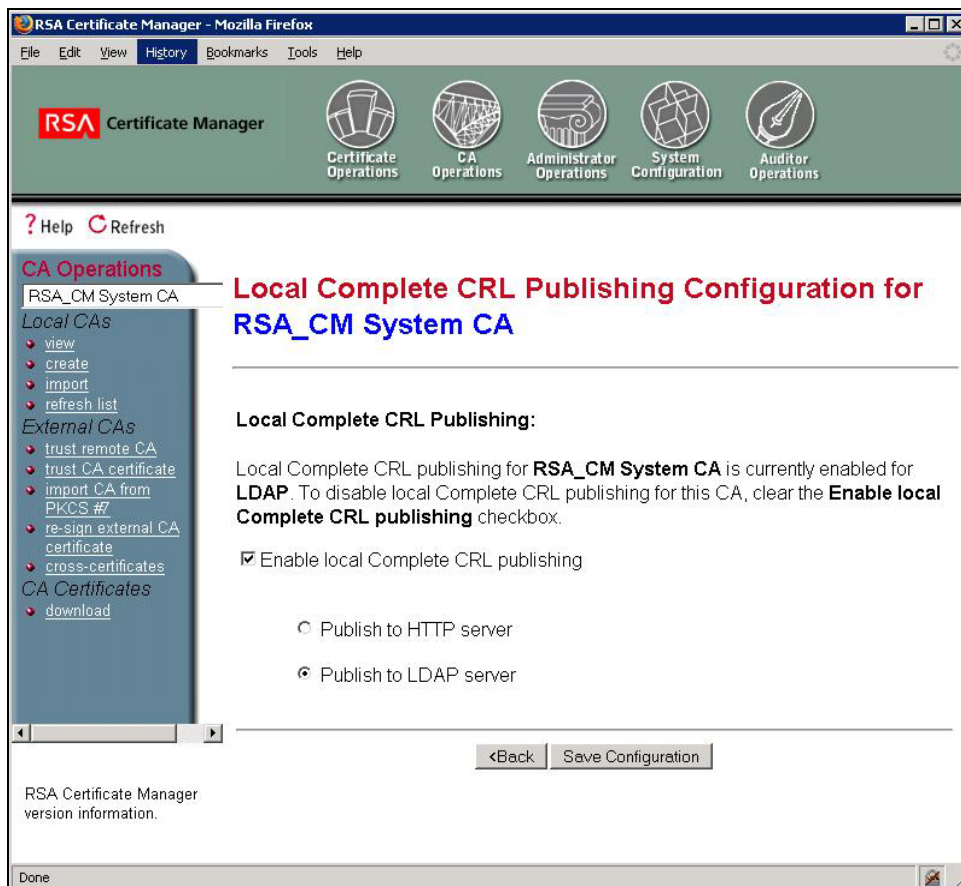 RSA Certificate Manager - Mozilla Firefox
File Edit View History Bookmarks Tools Help
RSA Certificate Manager
Certificate Operations
CA Operations
Administrator Operations
System Configuration
Auditor Operations
? Help Refresh
CA Operations
RSA_CM System CA
Local CAs
view
create
import
refresh list
External CAs
trust remote CA
trust CA certificate
import CA from
PKCS #7
re-sign external CA
certificate
cross-certificates
CA Certificates
download
Local Complete CRL Publishing Configuration for
RSA_CM System CA
Local Complete CRL Publishing:
Local Complete CRL publishing for RSA_CM System CA is currently enabled for
LDAP. To disable local Complete CRL publishing for this CA, clear the Enable local
Complete CRL publishing checkbox.
Enable local Complete CRL publishing
Publish to HTTP server
Publish to LDAP server
<Back Save Configuration
RSA Certificate Manager
version information.
Done